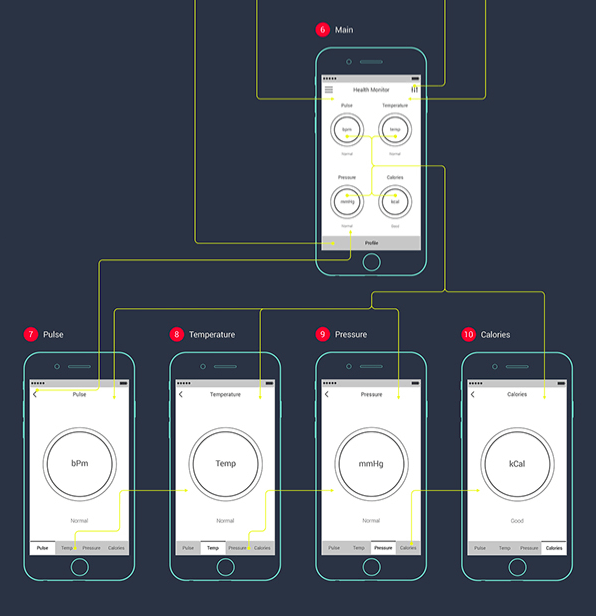 6 Main
Health Monitor
Pulse Temperature
bpm temp
Normal Normal
Pressure Calories
mmHg kcal
Normal Good
Profile
7 Pulse
8 Temperature
9 Pressure
10 Calories
Pulse
bPm
Normal
Pulse Temp Pressure Calories
Temperature
Temp
Normal
Pulse Temp Pressure Calories
Pressure
mmHg
Normal
Pulse Temp Pressure Calories
Calories
kCal
Good
Pulse Temp Pressure Calories